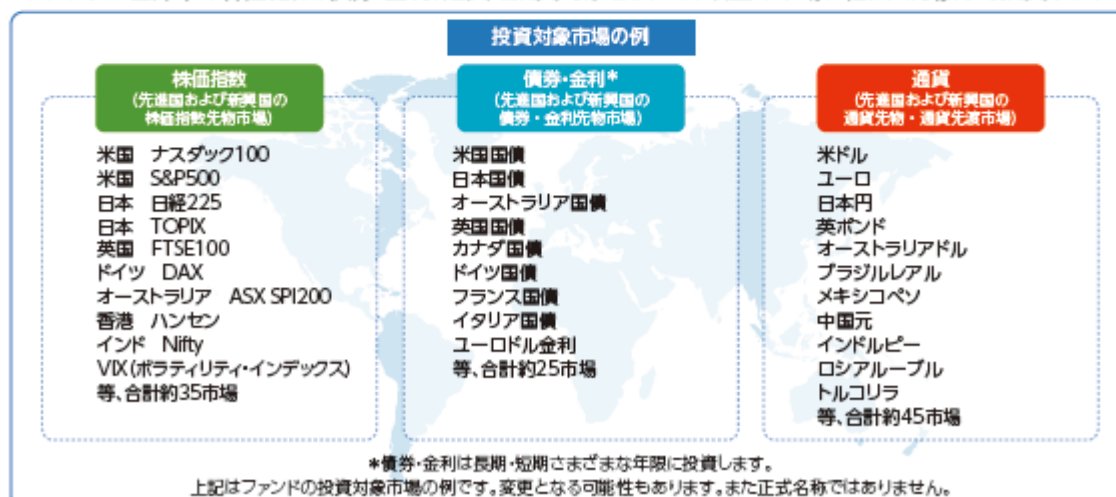 投資対象市場の例
株価指数
(先進国および新興国の
株価指数先物市場)
米国　ナスダック100
米国　S&P500
日本　日経225
日本　TOPIX
英国　FTSE100
ドイツ　DAX
オーストラリア　ASX SPI200
香港　ハンセン
インド　Nifty
VIX(ボラティリティ・インデックス)
等、合計約35市場
債券・金利*
(先進国および新興国の
債券・金利先物市場)
米国国債
日本国債
オーストラリア国債
英国国債
カナダ国債
ドイツ国債
フランス国債
イタリア国債
ユーロドル金利
等、合計約25市場
通貨
(先進国および新興国の
通貨先物・通貨先渡市場)
米ドル
ユーロ
日本円
英ポンド
オーストラリアドル
ブラジルレアル
メキシコペソ
中国元
インドルピー
ロシアルーブル
トルコリラ
等、合計約45市場
*債券・金利は長期・短期さまざまな年限に投資します。
上記はファンドの投資対象市場の例です。変更となる可能性もあります。また正式名称ではありません。